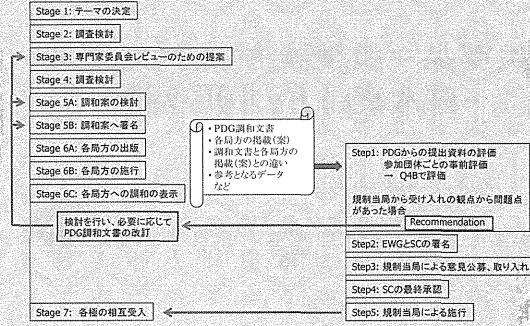 Stage 1: テーマの決定
Stage 2: 調査検討
Stage 3: 専門家委員会レビューのための提案
Stage 4: 調査検討
Stage 5A: 調和案の検討
Stage 5B: 調和案へ署名
Stage 6A: 各局方の出版
Stage 6B: 各局方の施行
Stage 6C: 各局方への調和の表示
検討を行い、必要に応じて
PDG調和文書の改訂
Stage 7: 各極の相互受入
・PDG調和文書
・各局方の掲載(案)
・調和文書と各局方の
掲載(案)との違い
・参考となるデータ
など
Step1: PDGからの提出資料の評価
参加団体ごとの事前評価
→ Q4Bで評価
規制当局から受け入れの観点から問題点
があった場合
Recommendation
Step2: EWGとSCの署名
Step3: 規制当局による意見公募、取り入れ
Step4: SCの最終承認
Step5: 規制当局による施行